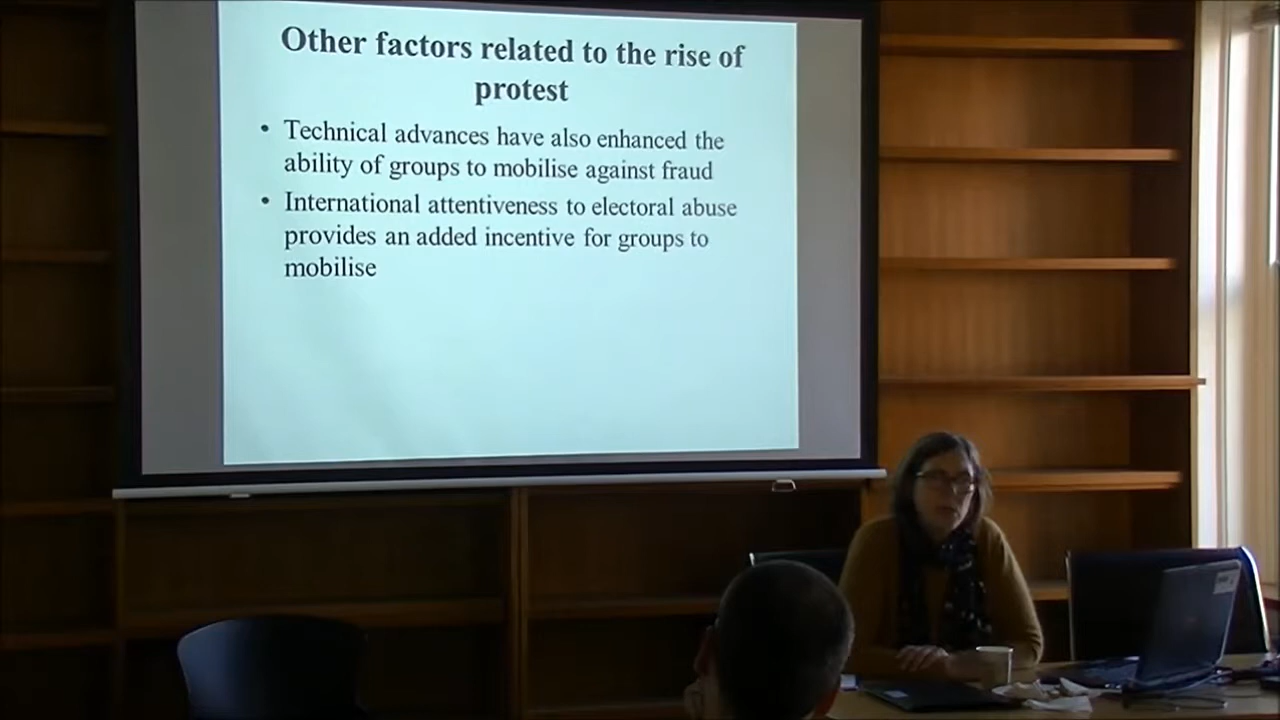 Other factors related to the rise of
protest
• Technical advances have also enhanced the
ability of groups to mobilise against fraud
• International attentiveness to electoral abuse
provides an added incentive for groups to
mobilise